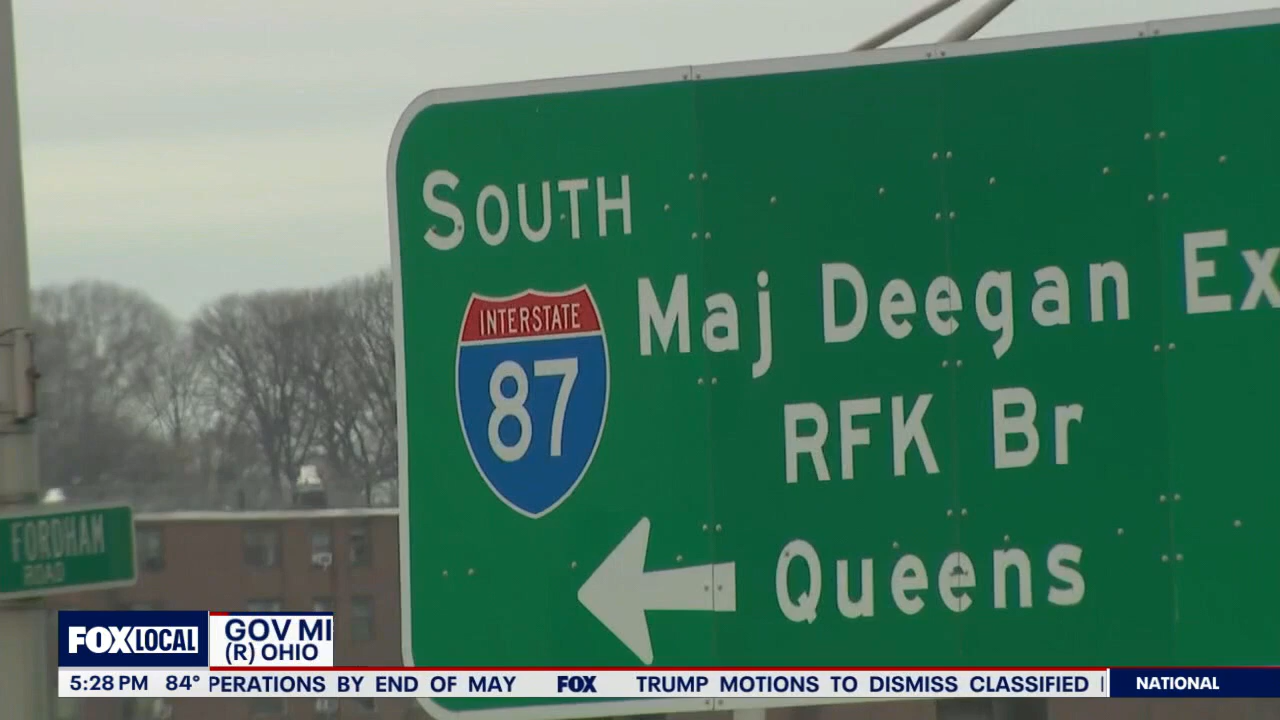 SOUTH
INTERSTATE
87
Maj Deegan Ex
RFK Br
Queens
FORDHAM
ROAD
FOX LOCAL
GOV MI
(R) OHIO
5:28 PM 84° PERATIONS BY END OF MAY FOX TRUMP MOTIONS TO DISMISS CLASSIFIED NATIONAL